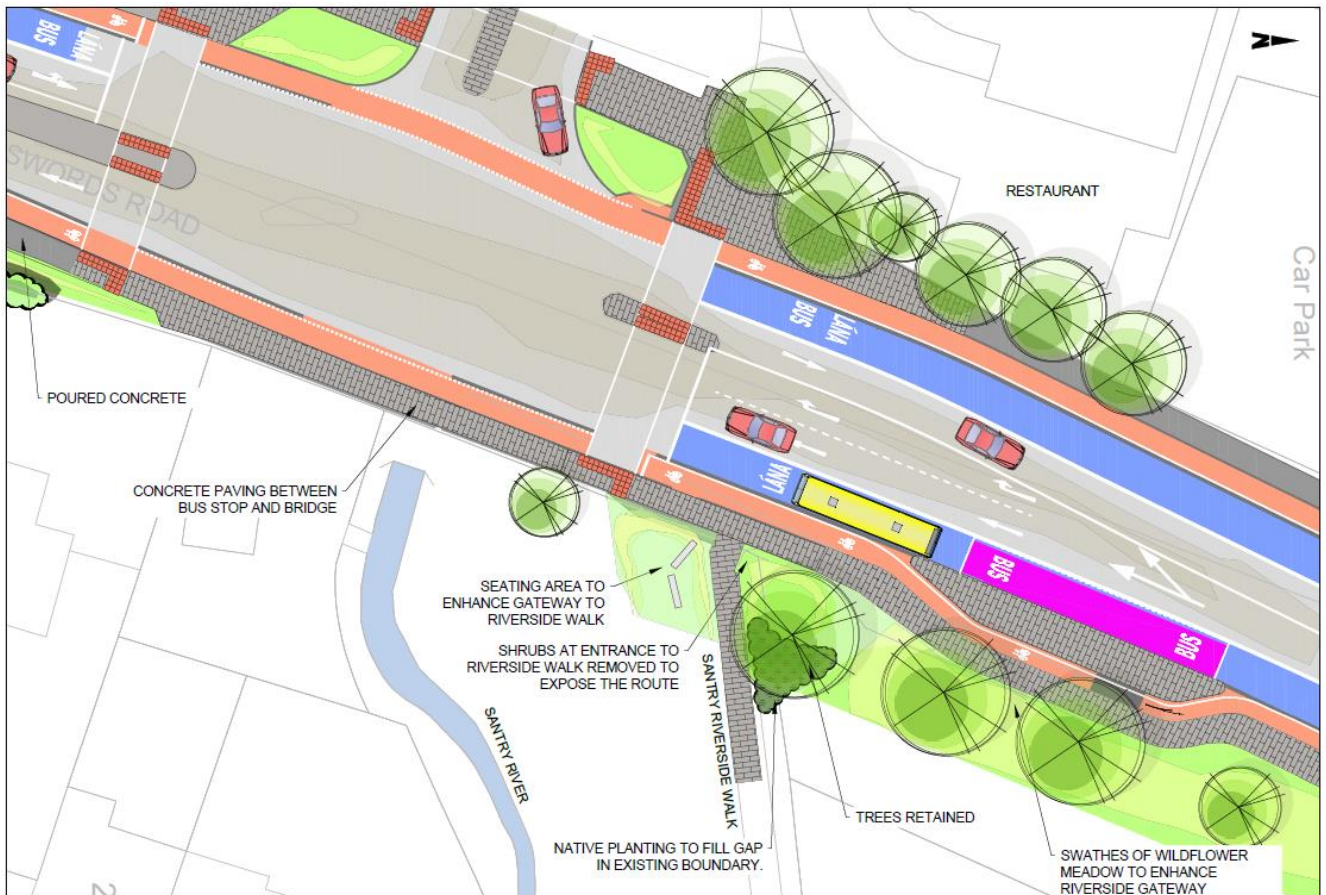 LÁNA
BUS
N
SWORDS ROAD
RESTAURANT
Car Park
LÁNA
BUS
POURED CONCRETE
CONCRETE PAVING BETWEEN
BUS STOP AND BRIDGE
LÁNA
BUS
BUS
SEATING AREA TO
ENHANCE GATEWAY TO
RIVERSIDE WALK
SHRUBS AT ENTRANCE TO
RIVERSIDE WALK REMOVED TO
EXPOSE THE ROUTE
SANTRY RIVER
SANTRY RIVERSIDE WALK
TREES RETAINED
NATIVE PLANTING TO FILL GAP
IN EXISTING BOUNDARY.
SWATHES OF WILDFLOWER
MEADOW TO ENHANCE
RIVERSIDE GATEWAY
2